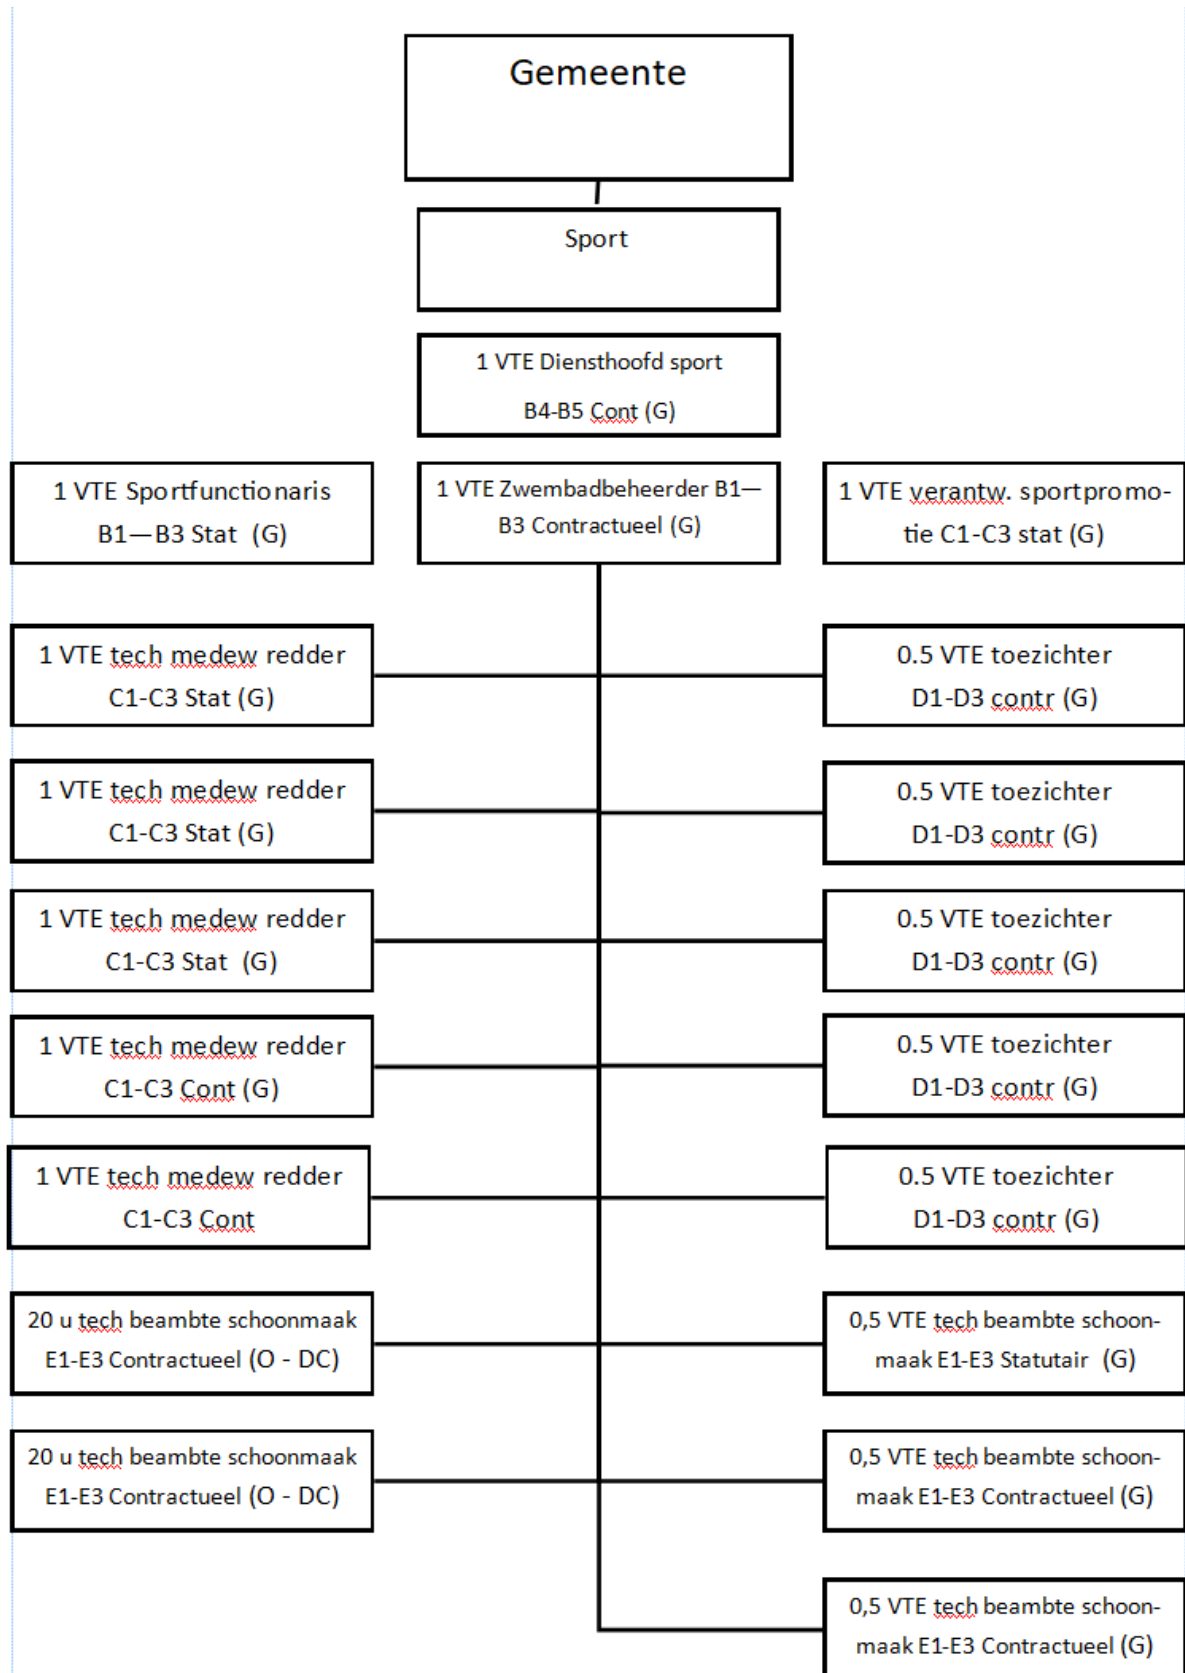 Gemeente
Sport
1 VTE Diensthoofd sport
B4-B5 Cont (G)
1 VTE Sportfunctionaris
B1—B3 Stat  (G)
1 VTE Zwembadbeheerder B1—
B3 Contractueel (G)
1 VTE verantw. sportpromo-
tie C1-C3 stat (G)
1 VTE tech medew redder
C1-C3 Stat (G)
0.5 VTE toezichter
D1-D3 contr (G)
1 VTE tech medew redder
C1-C3 Stat (G)
0.5 VTE toezichter
D1-D3 contr (G)
1 VTE tech medew redder
C1-C3 Stat  (G)
0.5 VTE toezichter
D1-D3 contr (G)
1 VTE tech medew redder
C1-C3 Cont (G)
0.5 VTE toezichter
D1-D3 contr (G)
1 VTE tech medew redder
C1-C3 Cont
0.5 VTE toezichter
D1-D3 contr (G)
20 u tech beambte schoonmaak
E1-E3 Contractueel (O - DC)
0,5 VTE tech beambte schoon-
maak E1-E3 Statutair  (G)
20 u tech beambte schoonmaak
E1-E3 Contractueel (O - DC)
0,5 VTE tech beambte schoon-
maak E1-E3 Contractueel (G)
0,5 VTE tech beambte schoon-
maak E1-E3 Contractueel (G)